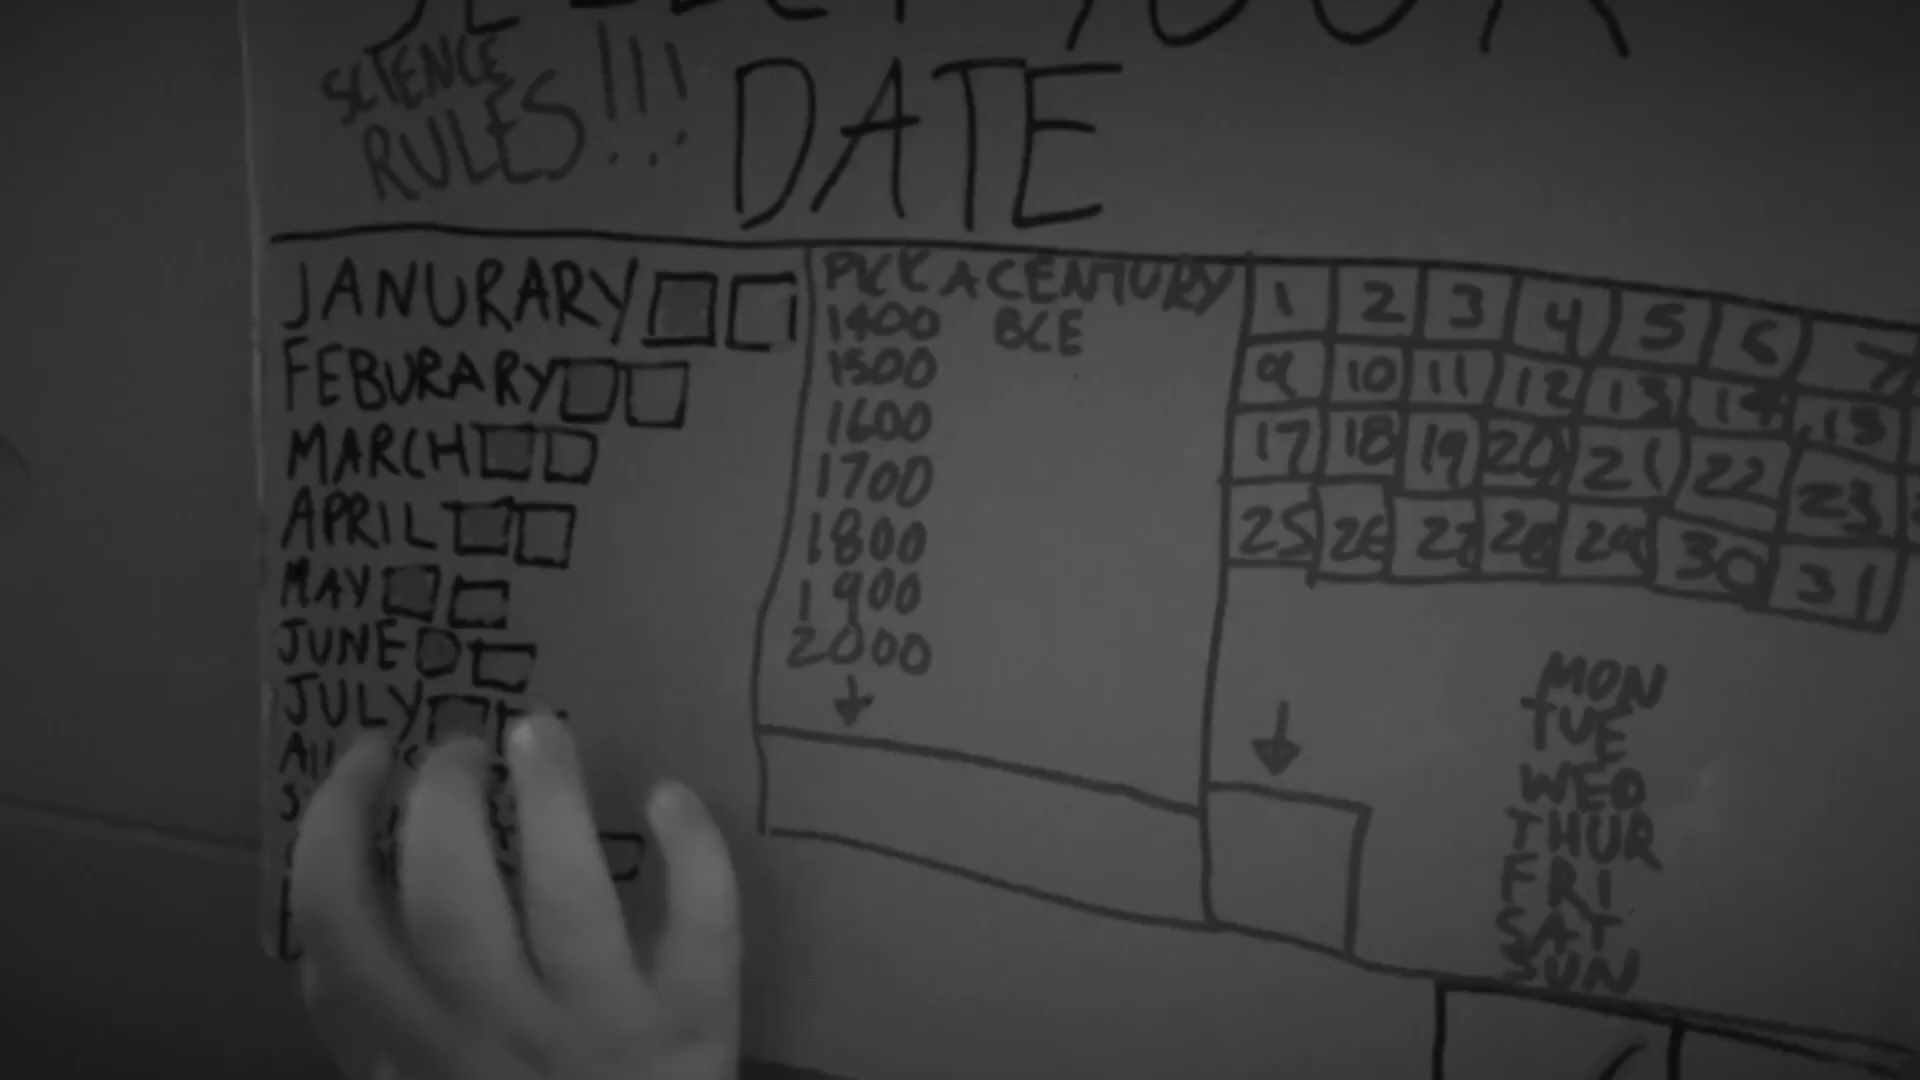 SELECT YOUR
SCIENCE
RULES!!!
DATE
JANURARY
FEBURARY
MARCH
APRIL
MAY
JUNE
JULY
PICK A CENTURY
1400 BCE
1500
1600
1700
1800
1900
2000
1 2 3 4 5 6 7
9 10 11 12 13 14 15
17 18 19 20 21 22 23
25 26 27 28 29 30 31
MON
TUE
WED
THUR
FRI
SAT
SUN